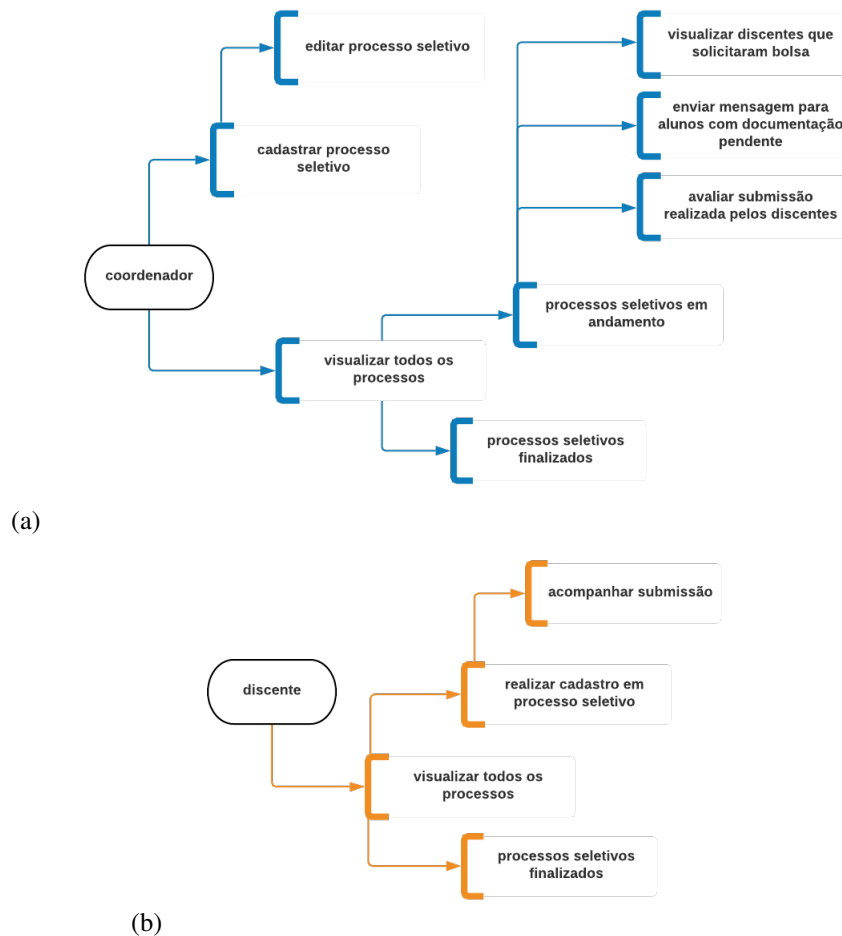 editar processo seletivo
visualizar discentes que
solicitaram bolsa
enviar mensagem para
alunos com documentação
pendente
cadastrar processo
seletivo
avaliar submissão
realizada pelos discentes
coordenador
processos seletivos em
andamento
visualizar todos os
processos
processos seletivos
finalizados
(a)
acompanhar submissão
discente
realizar cadastro em
processo seletivo
visualizar todos os
processos
processos seletivos
finalizados
(b)